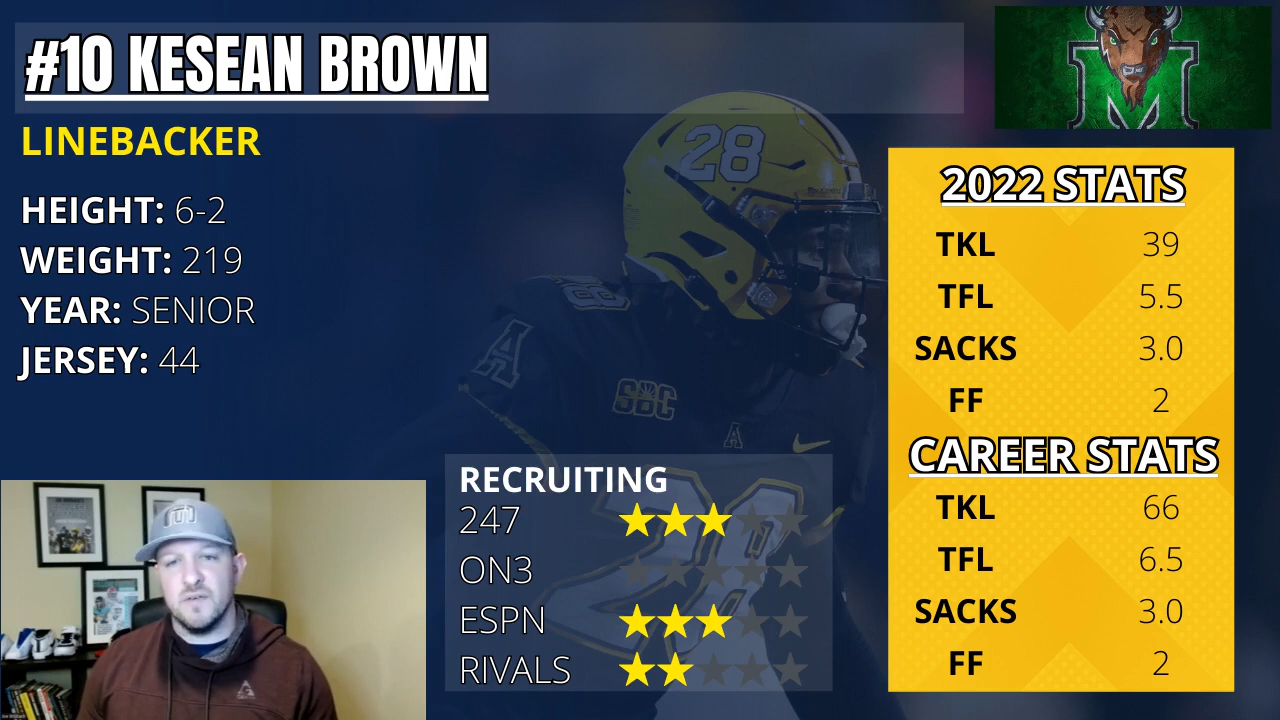 #10 KESEAN BROWN
LINEBACKER
HEIGHT: 6-2
WEIGHT: 219
YEAR: SENIOR
JERSEY: 44
M
28
28
A
SBC
A
28
2022 STATS
TKL 39
TFL 5.5
SACKS 3.0
FF 2
CAREER STATS
TKL 66
TFL 6.5
SACKS 3.0
FF 2
RECRUITING
247
ON3
ESPN
RIVALS